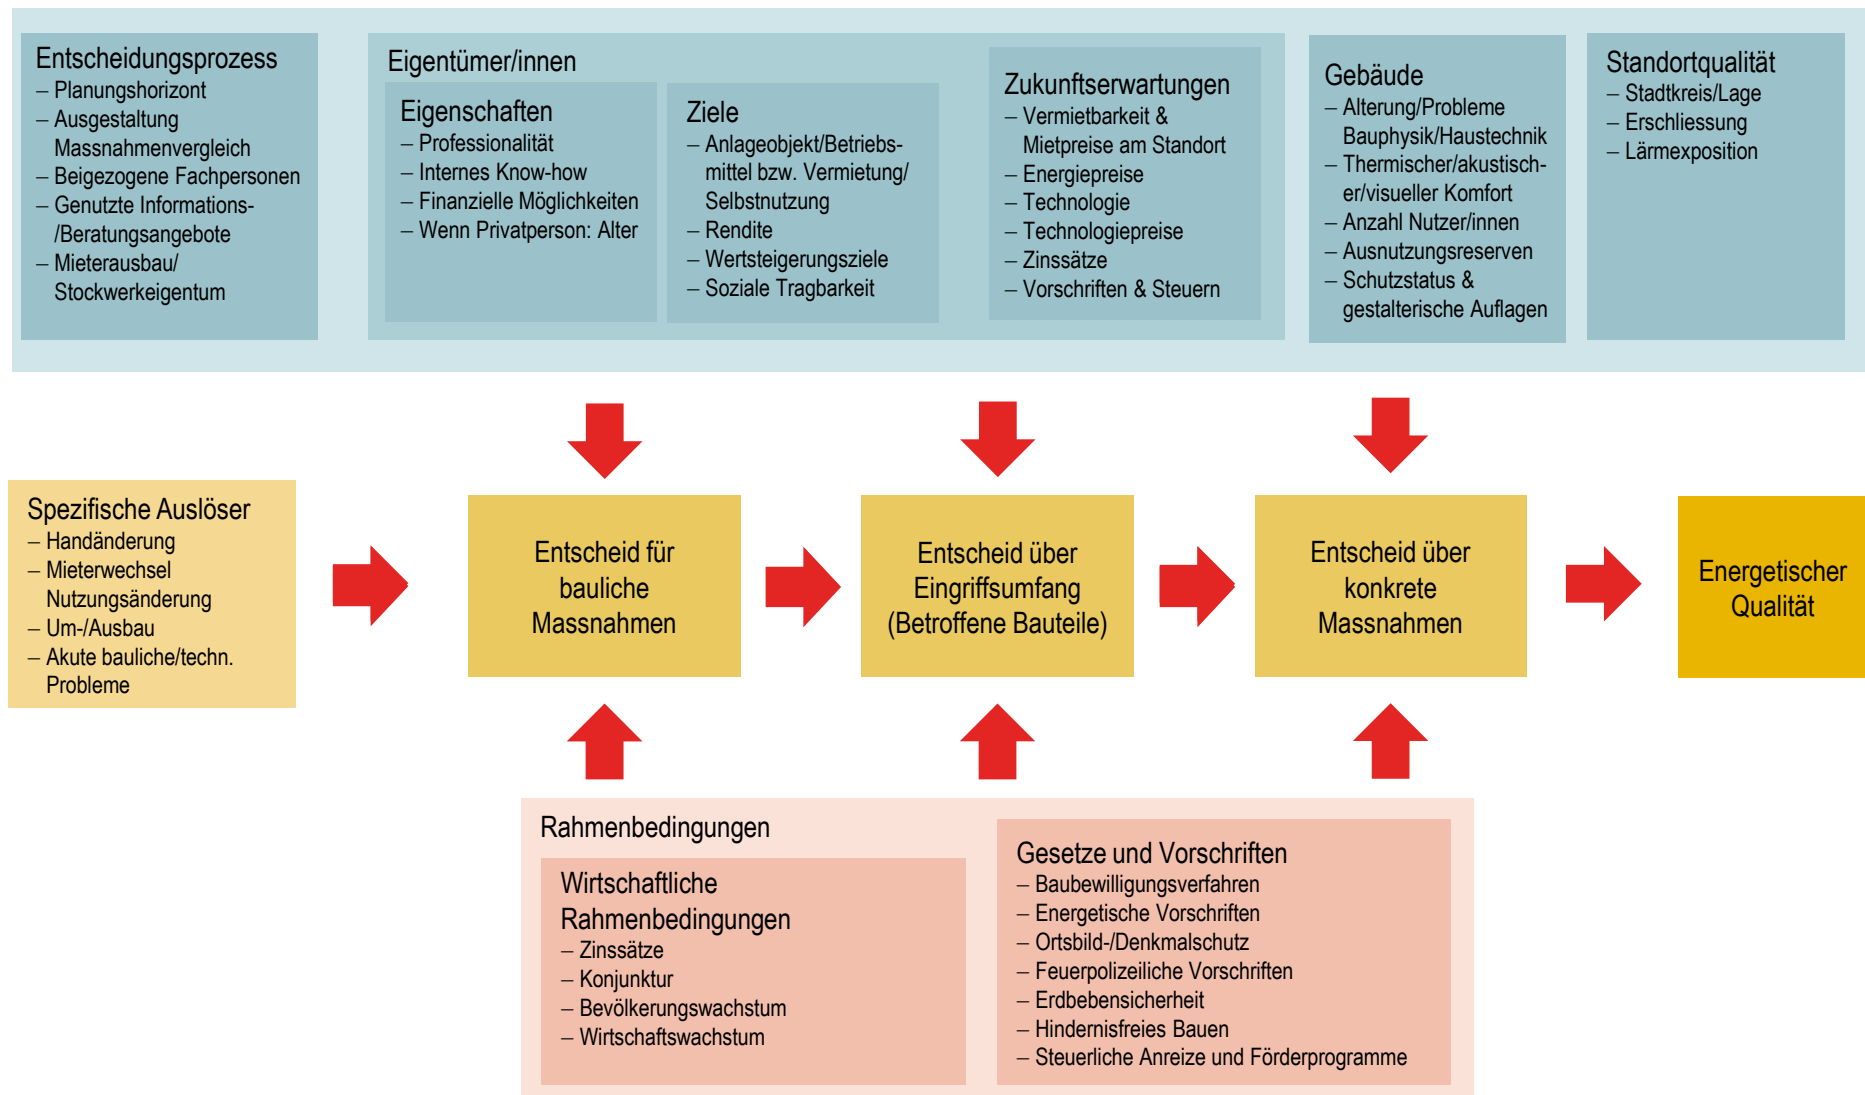 Entscheidungsprozess
– Planungshorizont
– Ausgestaltung
Massnahmenvergleich
– Beigezogene Fachpersonen
– Genutzte Informations-
/Beratungsangebote
– Mieterausbau/
Stockwerkeigentum
Eigentümer/innen
Eigenschaften
– Professionalität
– Internes Know-how
– Finanzielle Möglichkeiten
– Wenn Privatperson: Alter
Ziele
– Anlageobjekt/Betriebs-
mittel bzw. Vermietung/
Selbstnutzung
– Rendite
– Wertsteigerungsziele
– Soziale Tragbarkeit
Zukunftserwartungen
– Vermietbarkeit &
Mietpreise am Standort
– Energiepreise
– Technologie
– Technologiepreise
– Zinssätze
– Vorschriften & Steuern
Gebäude
– Alterung/Probleme
Bauphysik/Haustechnik
– Thermischer/akustisch-
er/visueller Komfort
– Anzahl Nutzer/innen
– Ausnutzungsreserven
– Schutzstatus &
gestalterische Auflagen
Standortqualität
– Stadtkreis/Lage
– Erschliessung
– Lärmexposition
Spezifische Auslöser
– Handänderung
– Mieterwechsel
Nutzungsänderung
– Um-/Ausbau
– Akute bauliche/techn.
Probleme
Entscheid für
bauliche
Massnahmen
Entscheid über
Eingriffsumfang
(Betroffene Bauteile)
Entscheid über
konkrete
Massnahmen
Energetischer
Qualität
Rahmenbedingungen
Wirtschaftliche
Rahmenbedingungen
– Zinssätze
– Konjunktur
– Bevölkerungswachstum
– Wirtschaftswachstum
Gesetze und Vorschriften
– Baubewilligungsverfahren
– Energetische Vorschriften
– Ortsbild-/Denkmalschutz
– Feuerpolizeiliche Vorschriften
– Erdbebensicherheit
– Hindernisfreies Bauen
– Steuerliche Anreize und Förderprogramme